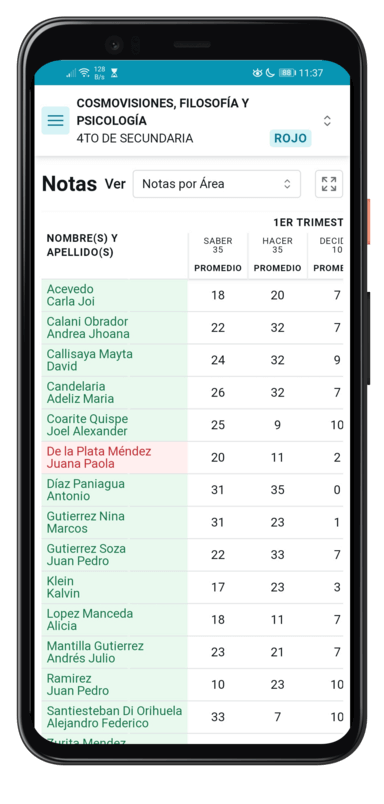 128
B/s
88
11:37
COSMOVISIONES, FILOSOFÍA Y
PSICOLOGÍA
4TO DE SECUNDARIA
ROJO
Notas
Ver
Notas por Área
1ER TRIMEST
NOMBRE(S) Y
APELLIDO(S)
SABER
35
PROMEDIO
HACER
35
PROMEDIO
DECID
10
PROME
Acevedo
Carla Joi
18 20 7
Calani Obrador
Andrea Jhoana
22 32 7
Callisaya Mayta
David
24 32 9
Candelaria
Adeliz Maria
26 32 7
Coarite Quispe
Joel Alexander
25 9 10
De la Plata Méndez
Juana Paola
20 11 2
Díaz Paniagua
Antonio
31 35 0
Gutierrez Nina
Marcos
31 23 1
Gutierrez Soza
Juan Pedro
22 33 7
Klein
Kalvin
17 23 3
Lopez Manceda
Alicia
18 11 7
Mantilla Gutierrez
Andrés Julio
23 21 7
Ramirez
Juan Pedro
10 23 10
Santiesteban Di Orihuela
Alejandro Federico
33 7 10
Zurita Mendez